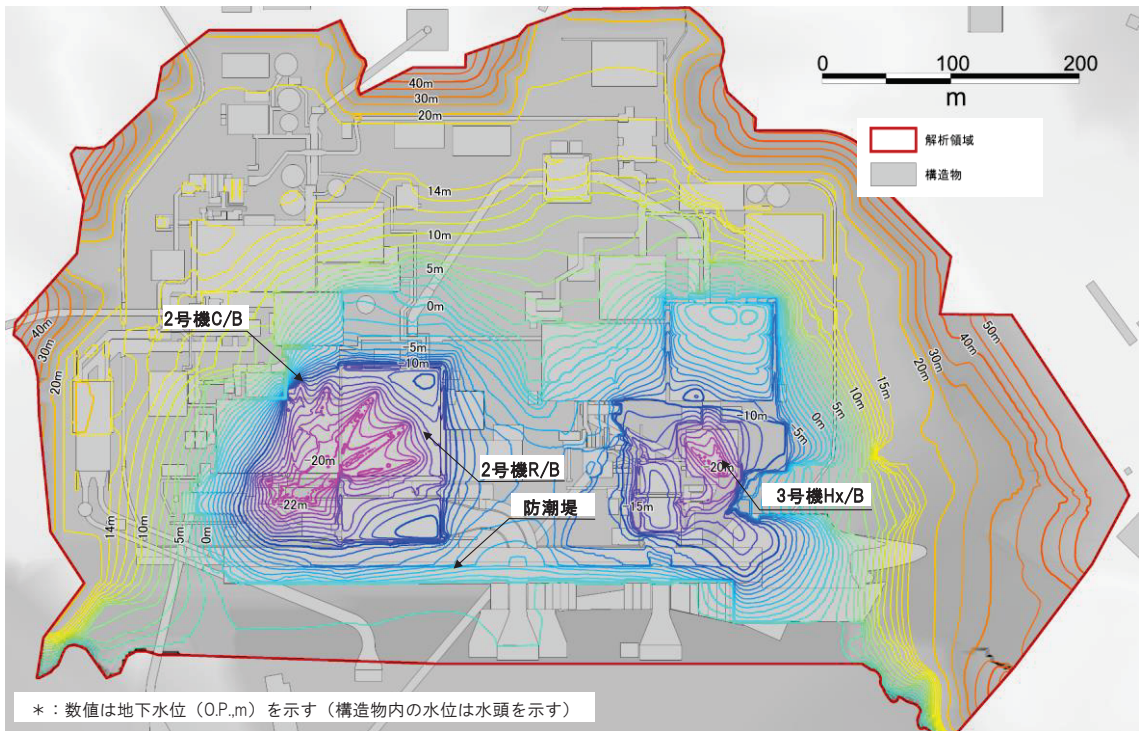 0 100 200
m
解析領域
構造物
40m
30m
20m
14m
10m
5m
0m
-5m
-10m
2号機C/B
40m
30m
20m
50m
40m
30m
20m
15m
10m
5m
0m
-5m
-10m
-20m
2号機R/B
-20m
3号機Hx/B
-15m
-22m
防潮堤
14m
10m
5m
0m
＊：数値は地下水位（O.P.,m）を示す（構造物内の水位は水頭を示す）